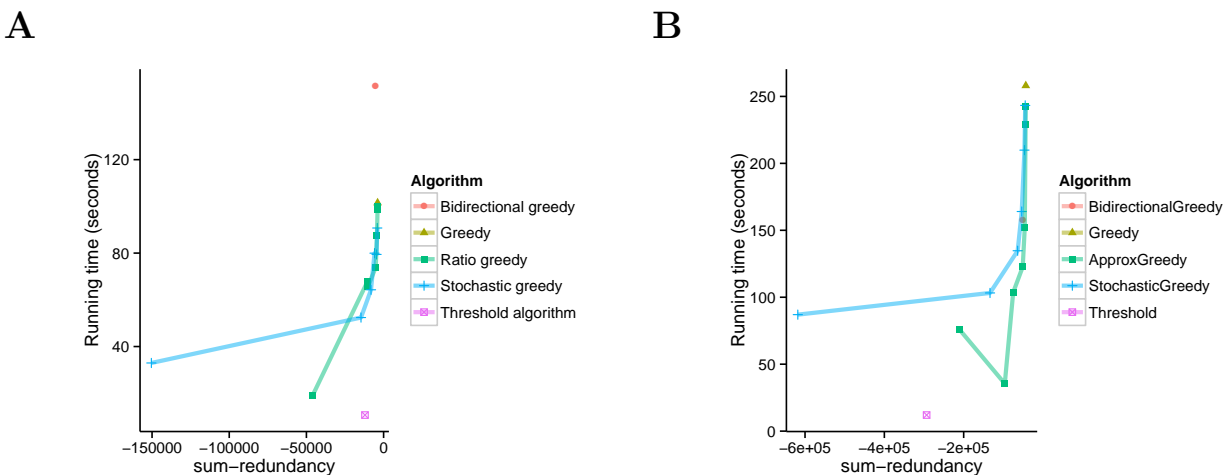 A
Running time (seconds)
120
80
40
−150000
−100000
−50000
0
sum−redundancy
Algorithm
Bidirectional greedy
Greedy
Ratio greedy
Stochastic greedy
Threshold algorithm
B
Running time (seconds)
250
200
150
100
50
0
−6e+05
−4e+05
−2e+05
sum−redundancy
Algorithm
BidirectionalGreedy
Greedy
ApproxGreedy
StochasticGreedy
Threshold